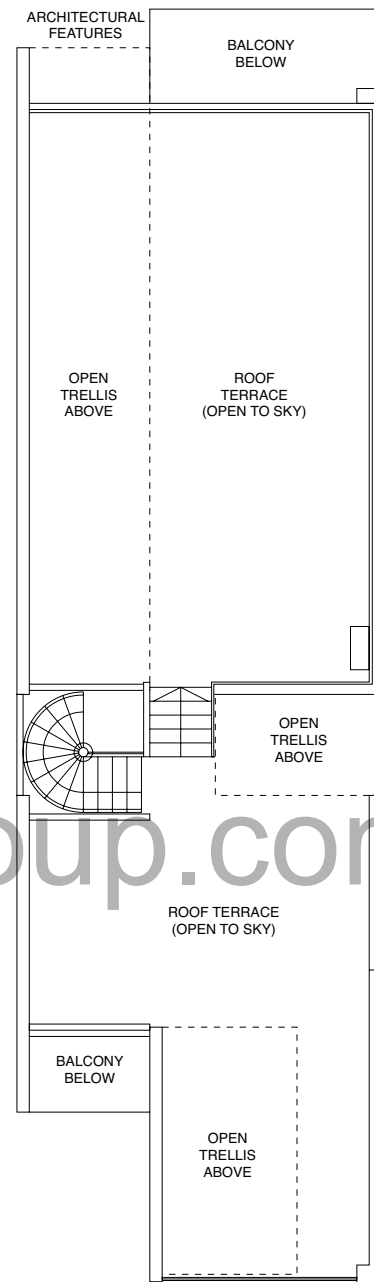 ARCHITECTURAL
FEATURES
BALCONY
BELOW
OPEN
TRELLIS
ABOVE
ROOF
TERRACE
(OPEN TO SKY)
OPEN
TRELLIS
ABOVE
oup.com
ROOF TERRACE
(OPEN TO SKY)
BALCONY
BELOW
OPEN
TRELLIS
ABOVE